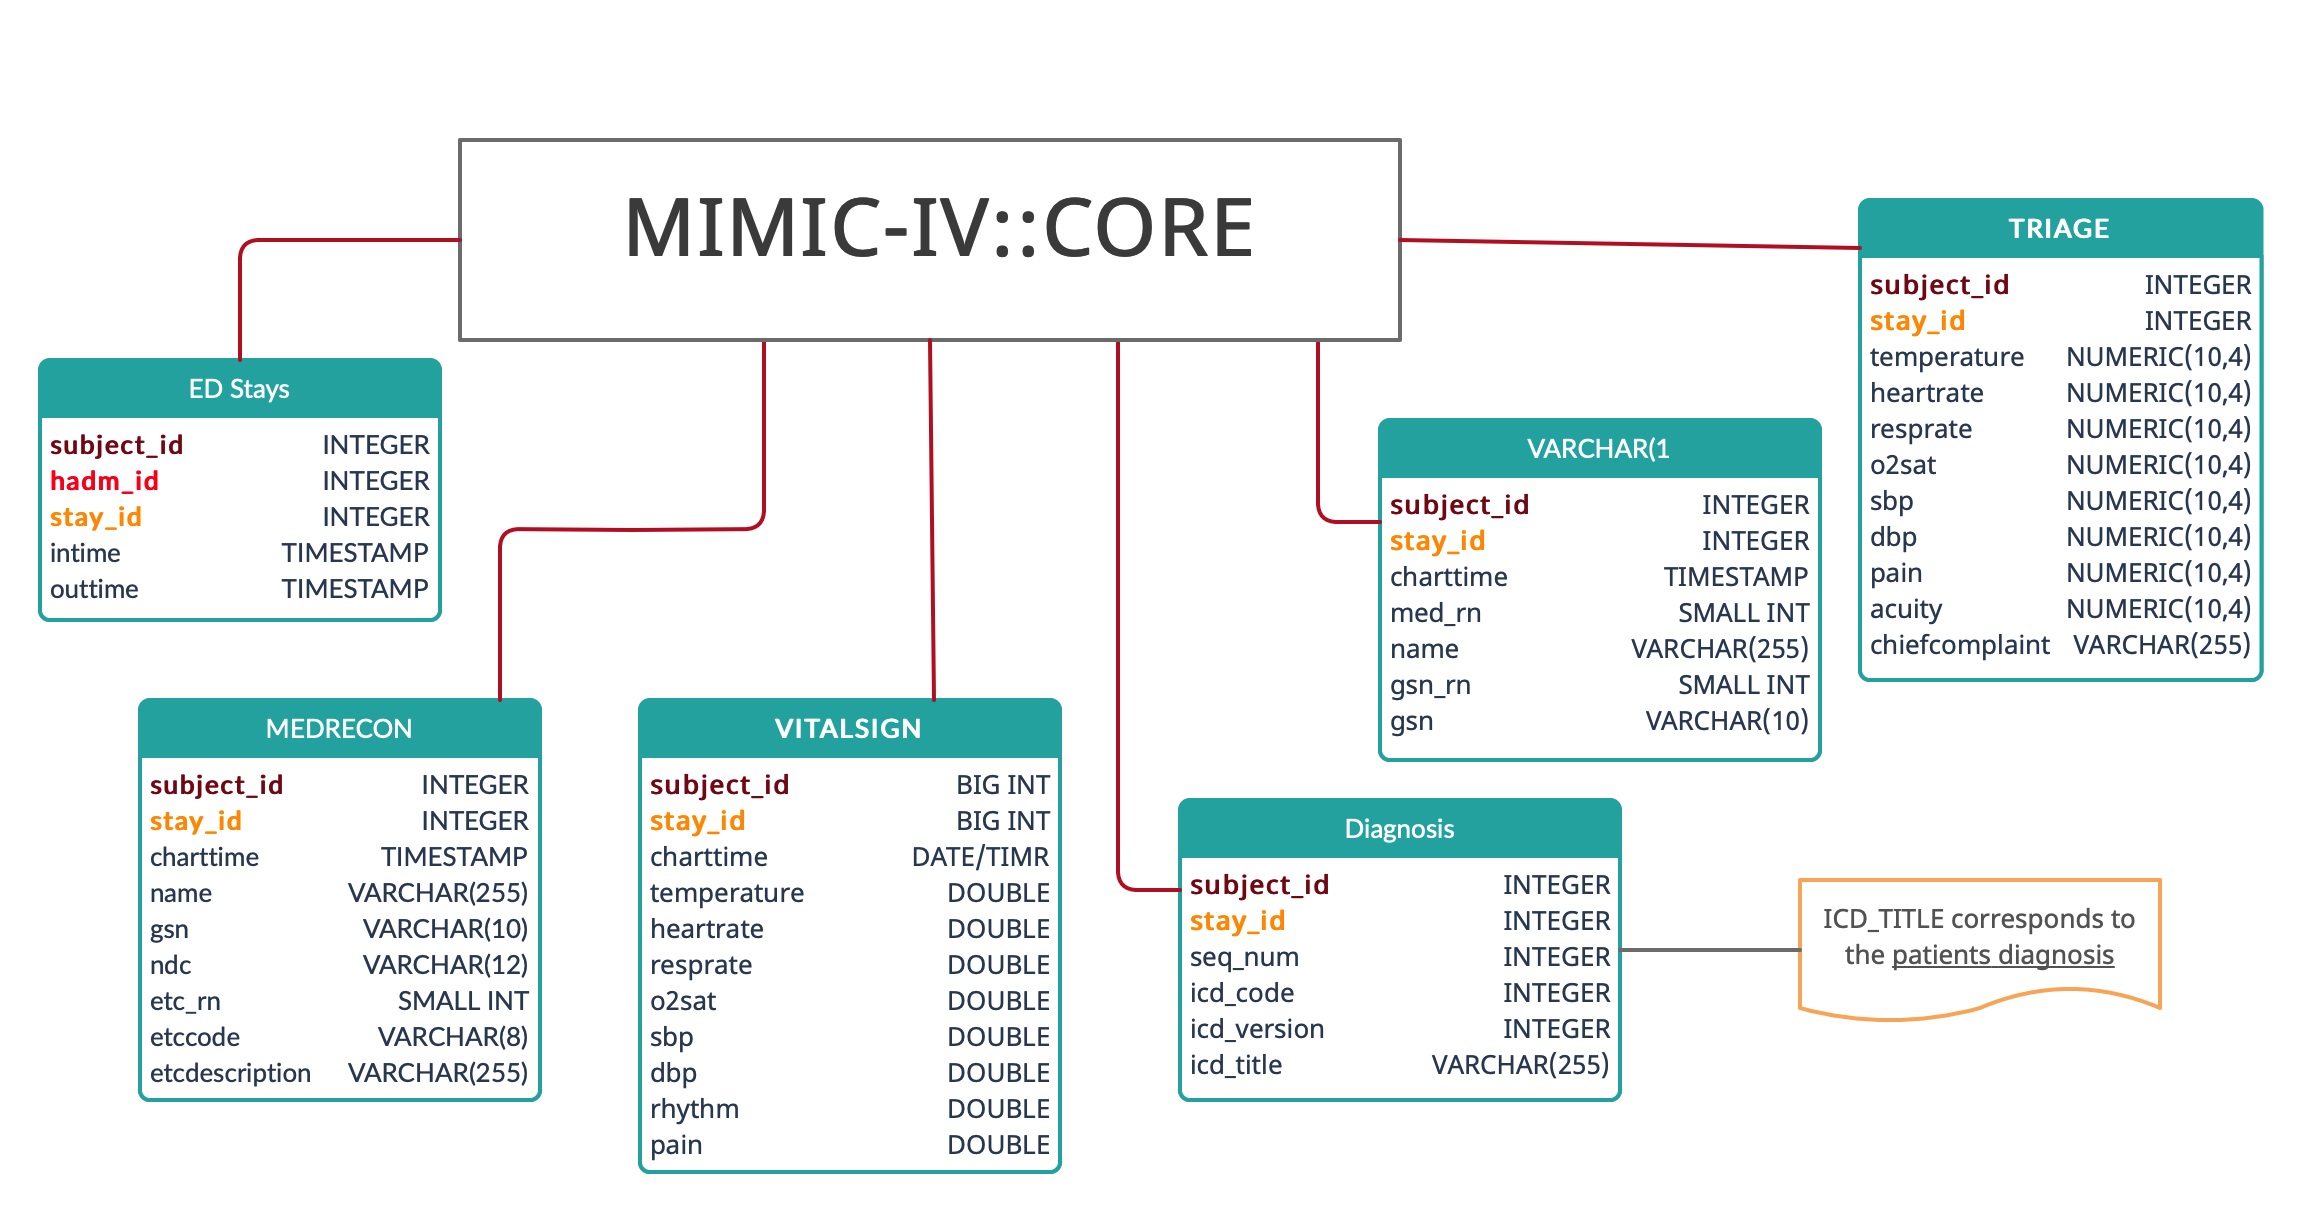 MIMIC-IV::CORE
ED Stays
subject_id INTEGER
hadm_id INTEGER
stay_id INTEGER
intime TIMESTAMP
outtime TIMESTAMP
MEDRECON
subject_id INTEGER
stay_id INTEGER
charttime TIMESTAMP
name VARCHAR(255)
gsn VARCHAR(10)
ndc VARCHAR(12)
etc_rn SMALL INT
etccode VARCHAR(8)
etcdescription VARCHAR(255)
VITALSIGN
subject_id BIG INT
stay_id BIG INT
charttime DATE/TIMR
temperature DOUBLE
heartrate DOUBLE
resprate DOUBLE
o2sat DOUBLE
sbp DOUBLE
dbp DOUBLE
rhythm DOUBLE
pain DOUBLE
Diagnosis
subject_id INTEGER
stay_id INTEGER
seq_num INTEGER
icd_code INTEGER
icd_version INTEGER
icd_title VARCHAR(255)
VARCHAR(1
subject_id INTEGER
stay_id INTEGER
charttime TIMESTAMP
med_rn SMALL INT
name VARCHAR(255)
gsn_rn SMALL INT
gsn VARCHAR(10)
TRIAGE
subject_id INTEGER
stay_id INTEGER
temperature NUMERIC(10,4)
heartrate NUMERIC(10,4)
resprate NUMERIC(10,4)
o2sat NUMERIC(10,4)
sbp NUMERIC(10,4)
dbp NUMERIC(10,4)
pain NUMERIC(10,4)
acuity NUMERIC(10,4)
chiefcomplaint VARCHAR(255)
ICD_TITLE corresponds to
the patients diagnosis